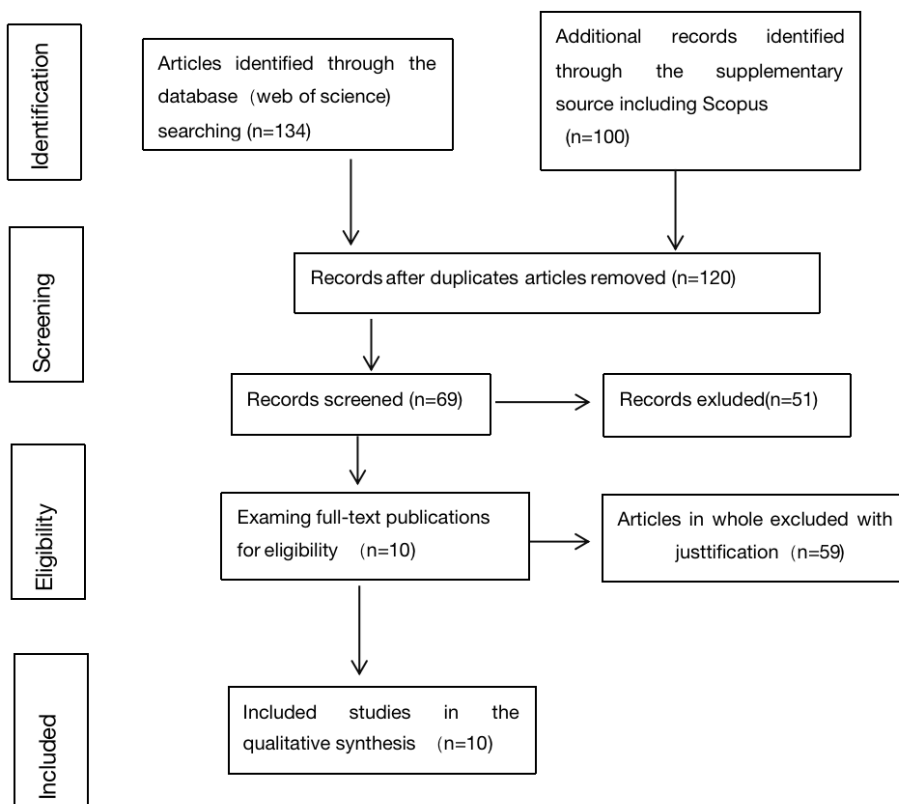 Identification
Articles identified through the
database（web of science)
searching (n=134)
Additional records identified
through the supplementary
source including Scopus
(n=100)
Screening
Records after duplicates articles removed (n=120)
Records screened (n=69)
Records exluded(n=51)
Eligibility
Examing full-text publications
for eligibility （n=10)
Articles in whole excluded with
justtification （n=59)
Included
Included studies in the
qualitative synthesis （n=10)